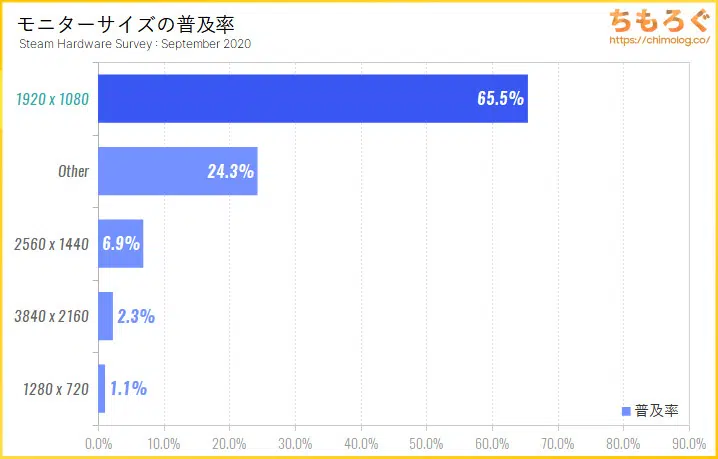 モニターサイズの普及率
Steam Hardware Survey : September 2020
ちもろぐ
https://chimolog.co/
1920 x 1080
65.5%
Other
24.3%
2560 x 1440
6.9%
3840 x 2160
2.3%
1280 x 720
1.1%
普及率
0.0% 10.0% 20.0% 30.0% 40.0% 50.0% 60.0% 70.0% 80.0% 90.0%